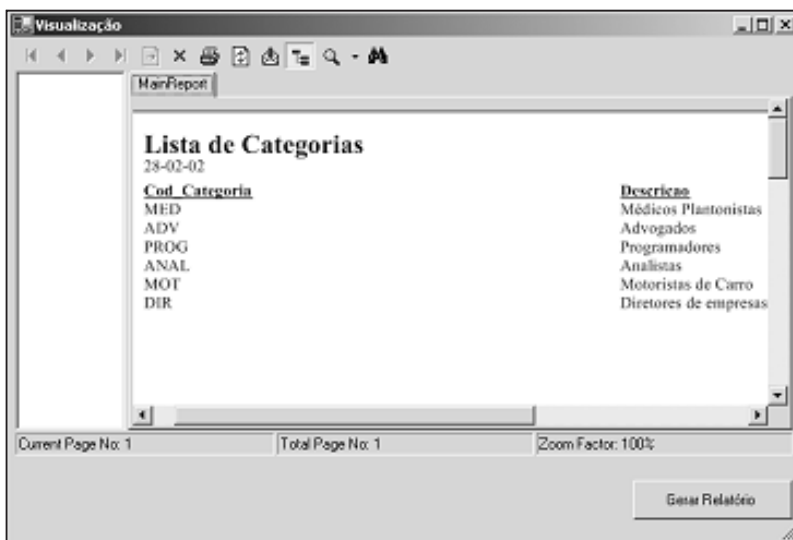 Visualização
MainReport
Lista de Categorias
28-02-02
Cod_Categoria Descricao
MED Médicos Plantonistas
ADV Advogados
PROG Programadores
ANAL Analistas
MOT Motoristas de Carro
DIR Diretores de empresas
Current Page No: 1 Total Page No: 1 Zoom Factor: 100%
Gerar Relatório